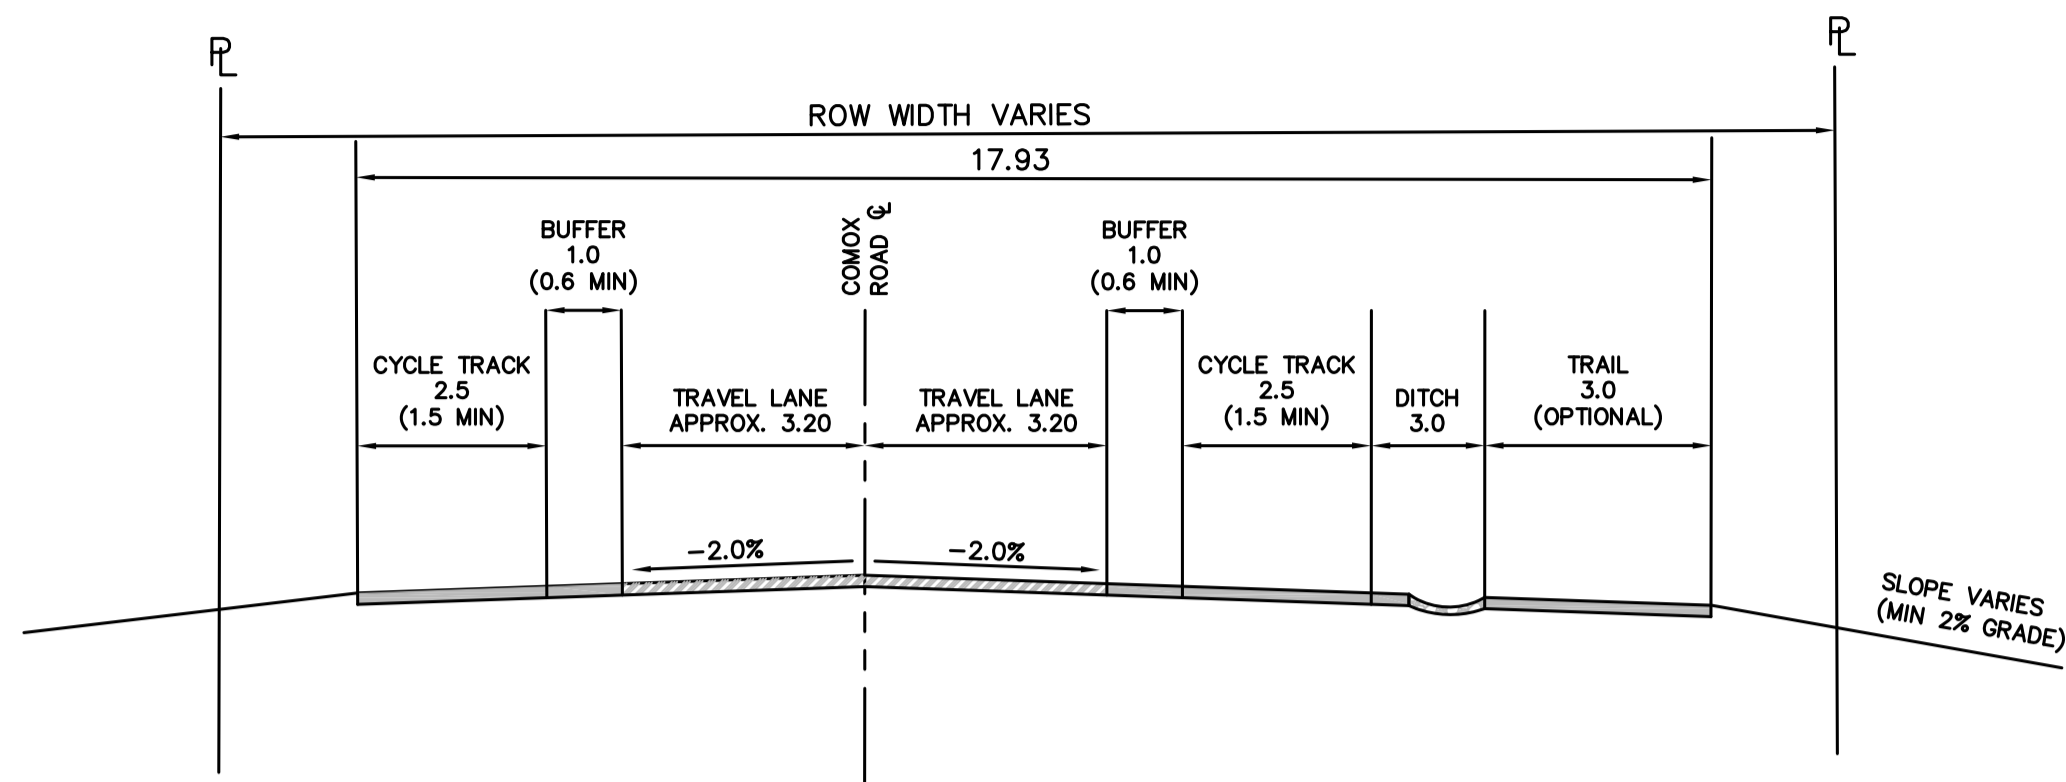 PL
PL
ROW WIDTH VARIES
17.93
BUFFER
1.0
(0.6 MIN)
COMOX
ROAD CL
BUFFER
1.0
(0.6 MIN)
CYCLE TRACK
2.5
(1.5 MIN)
TRAVEL LANE
APPROX. 3.20
TRAVEL LANE
APPROX. 3.20
CYCLE TRACK
2.5
(1.5 MIN)
DITCH
3.0
TRAIL
3.0
(OPTIONAL)
-2.0%
-2.0%
SLOPE VARIES
(MIN 2% GRADE)